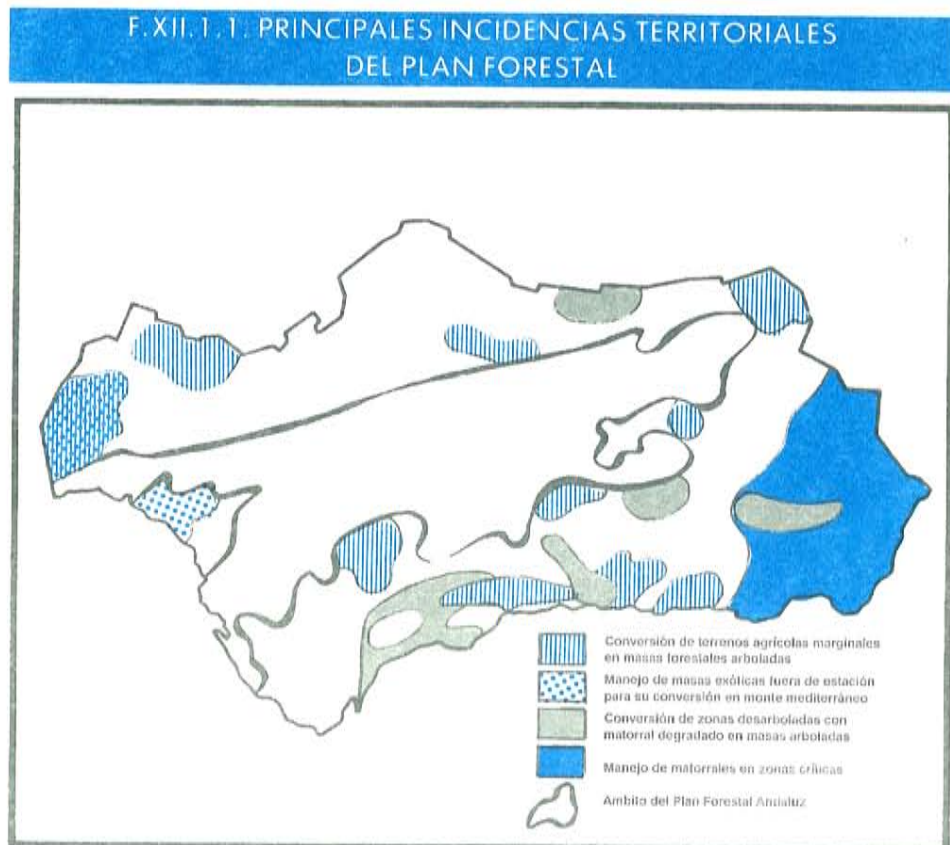 F.XII.1.1. PRINCIPALES INCIDENCIAS TERRITORIALES
DEL PLAN FORESTAL
Conversión de terrenos agrícolas marginales
en masas forestales arboladas
Manejo de masas exóticas fuera de estación
para su conversión en monte mediterráneo
Conversión de zonas desarboladas con
matorral degradado en masas arboladas
Manejo de matorrales en zonas críticas
Ambito del Plan Forestal Andaluz